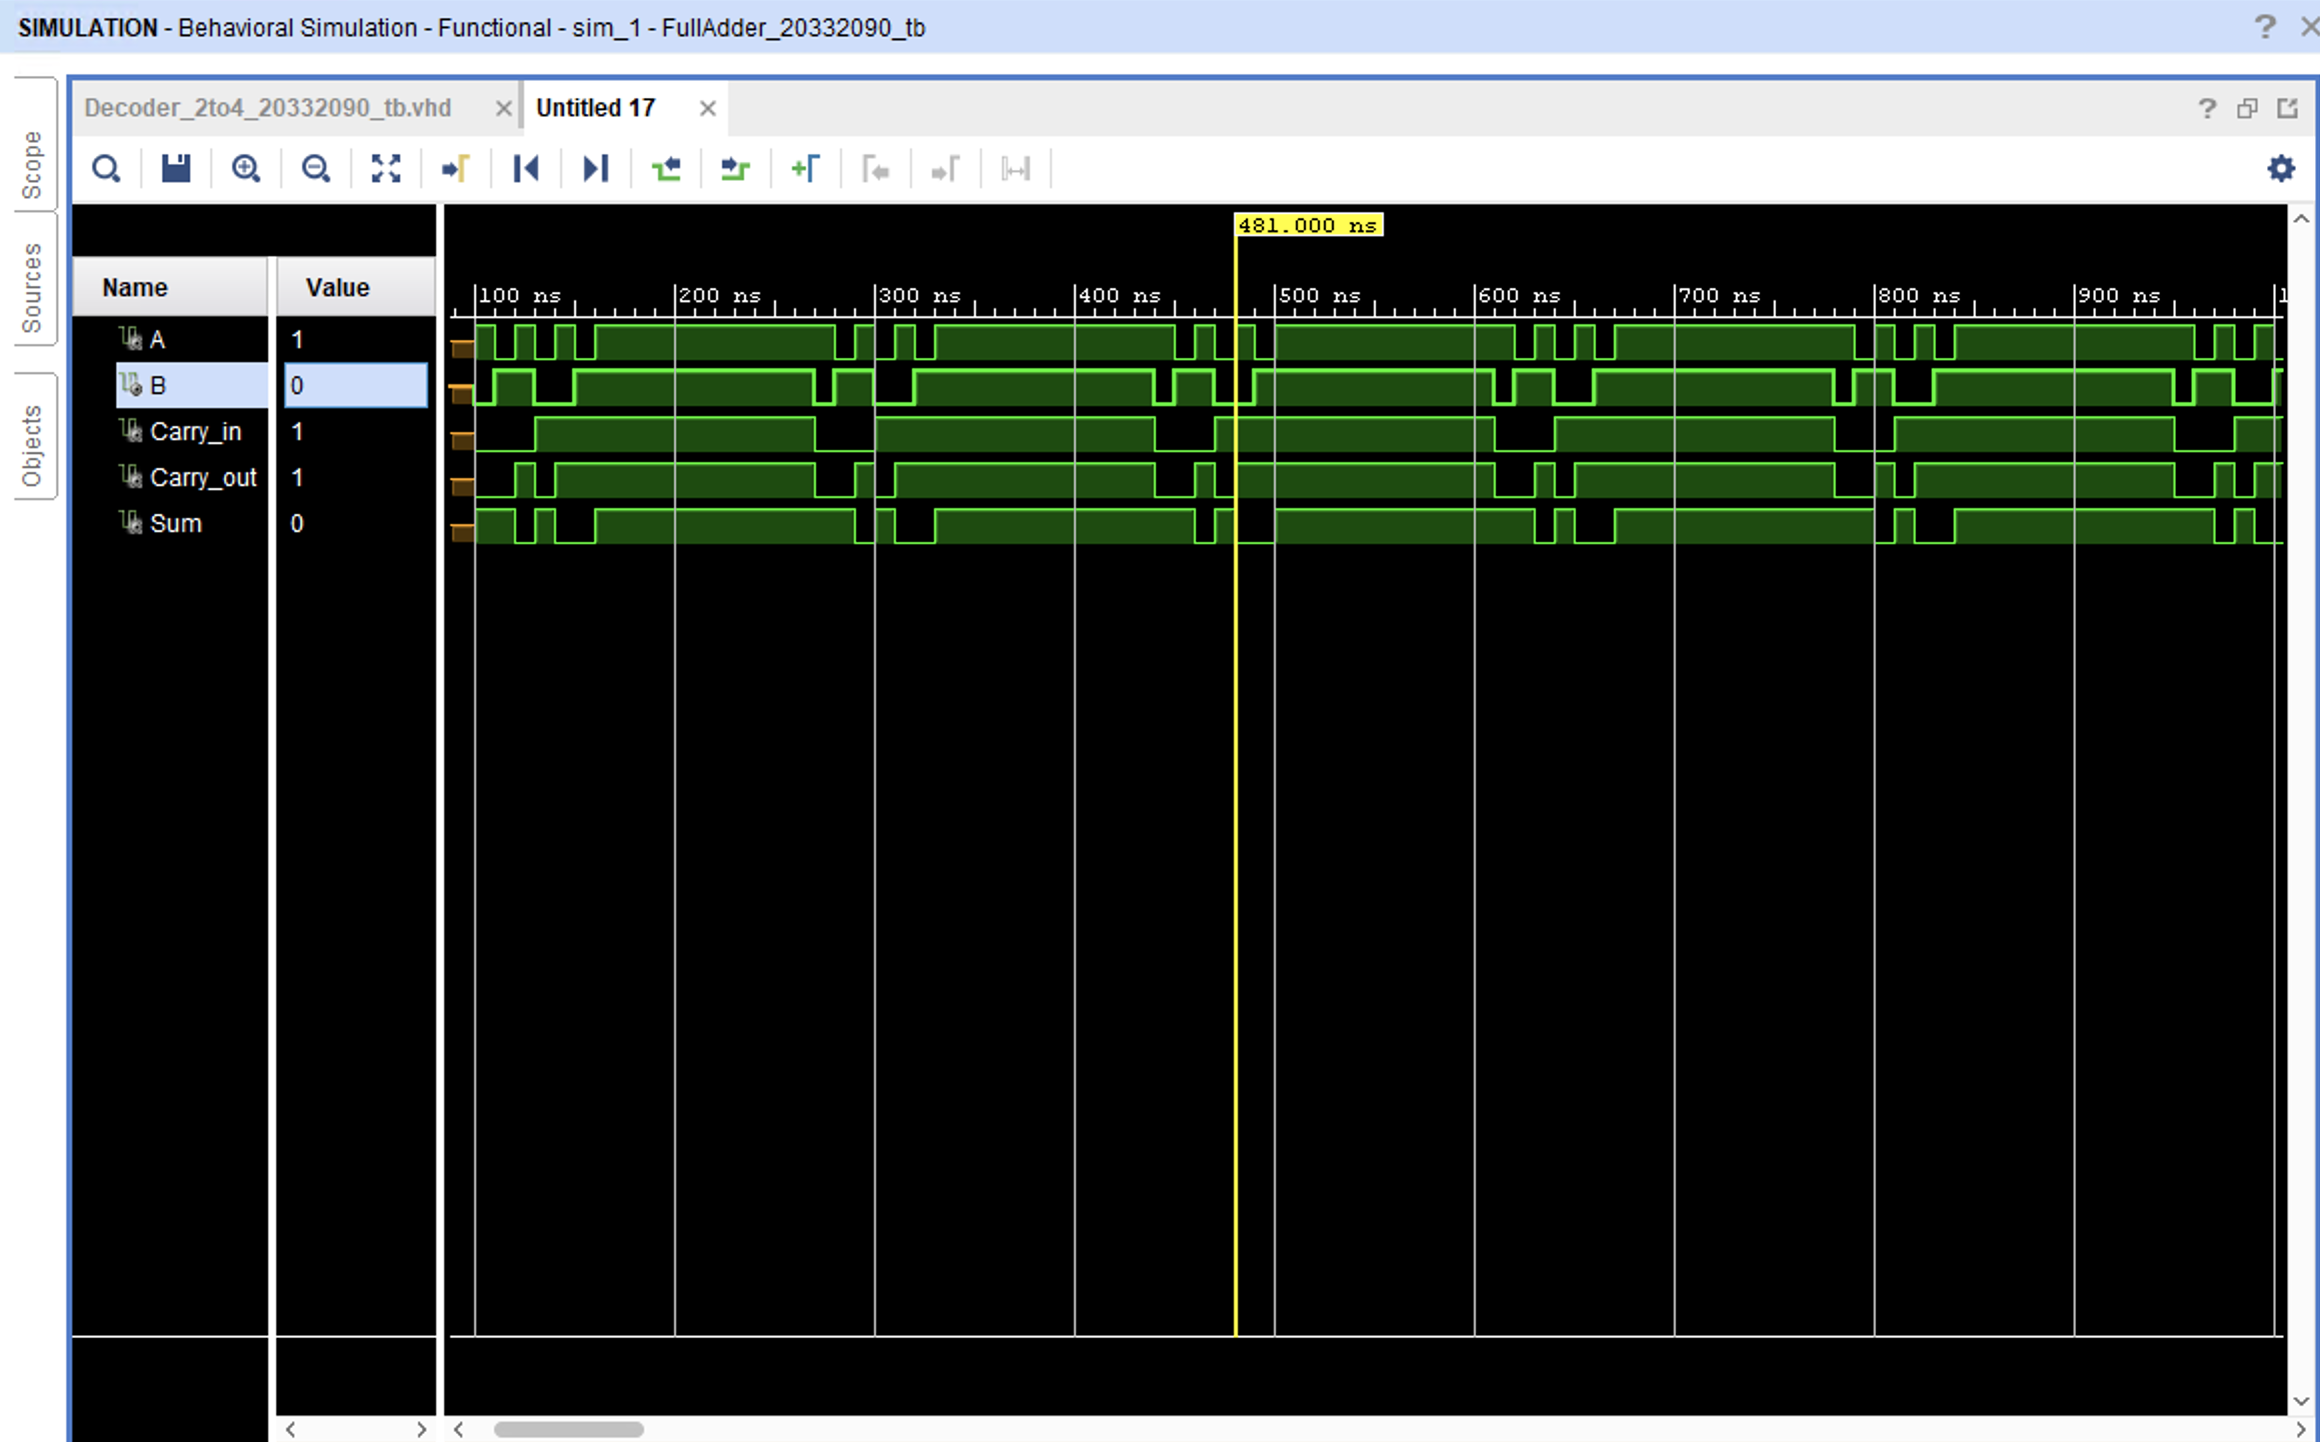 SIMULATION - Behavioral Simulation - Functional - sim_1 - FullAdder_20332090_tb
Decoder_2to4_20332090_tb.vhd
Untitled 17
Scope
Sources
Objects
481.000 ns
Name Value
100 ns 200 ns 300 ns 400 ns 500 ns 600 ns 700 ns 800 ns 900 ns 1
A 1
B 0
Carry_in 1
Carry_out 1
Sum 0